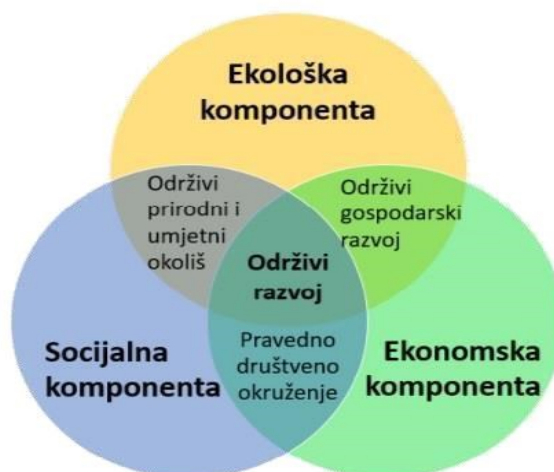 Ekološka
komponenta
Održivi
prirodni i
umjetni
okoliš
Održivi
gospodarski
razvoj
Održivi
razvoj
Socijalna
komponenta
Pravedno
društveno
okruženje
Ekonomska
komponenta